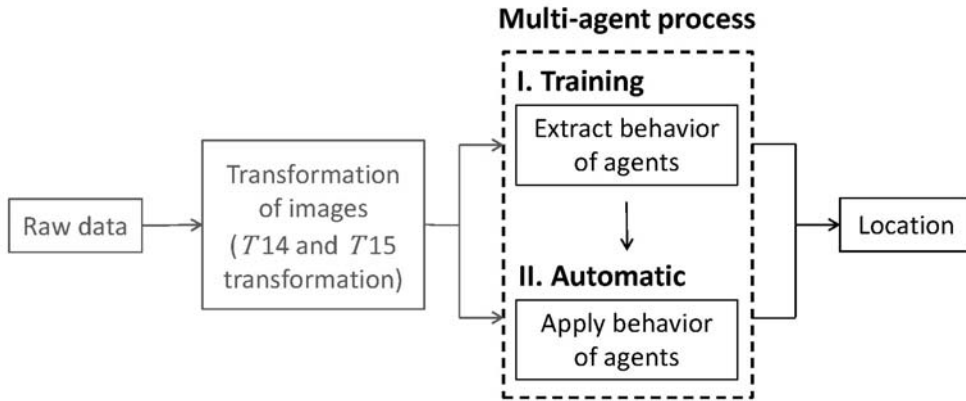 Multi-agent process
I. Training
Extract behavior
of agents
Transformation
of images
(T14 and T15
transformation)
Raw data
Location
II. Automatic
Apply behavior
of agents